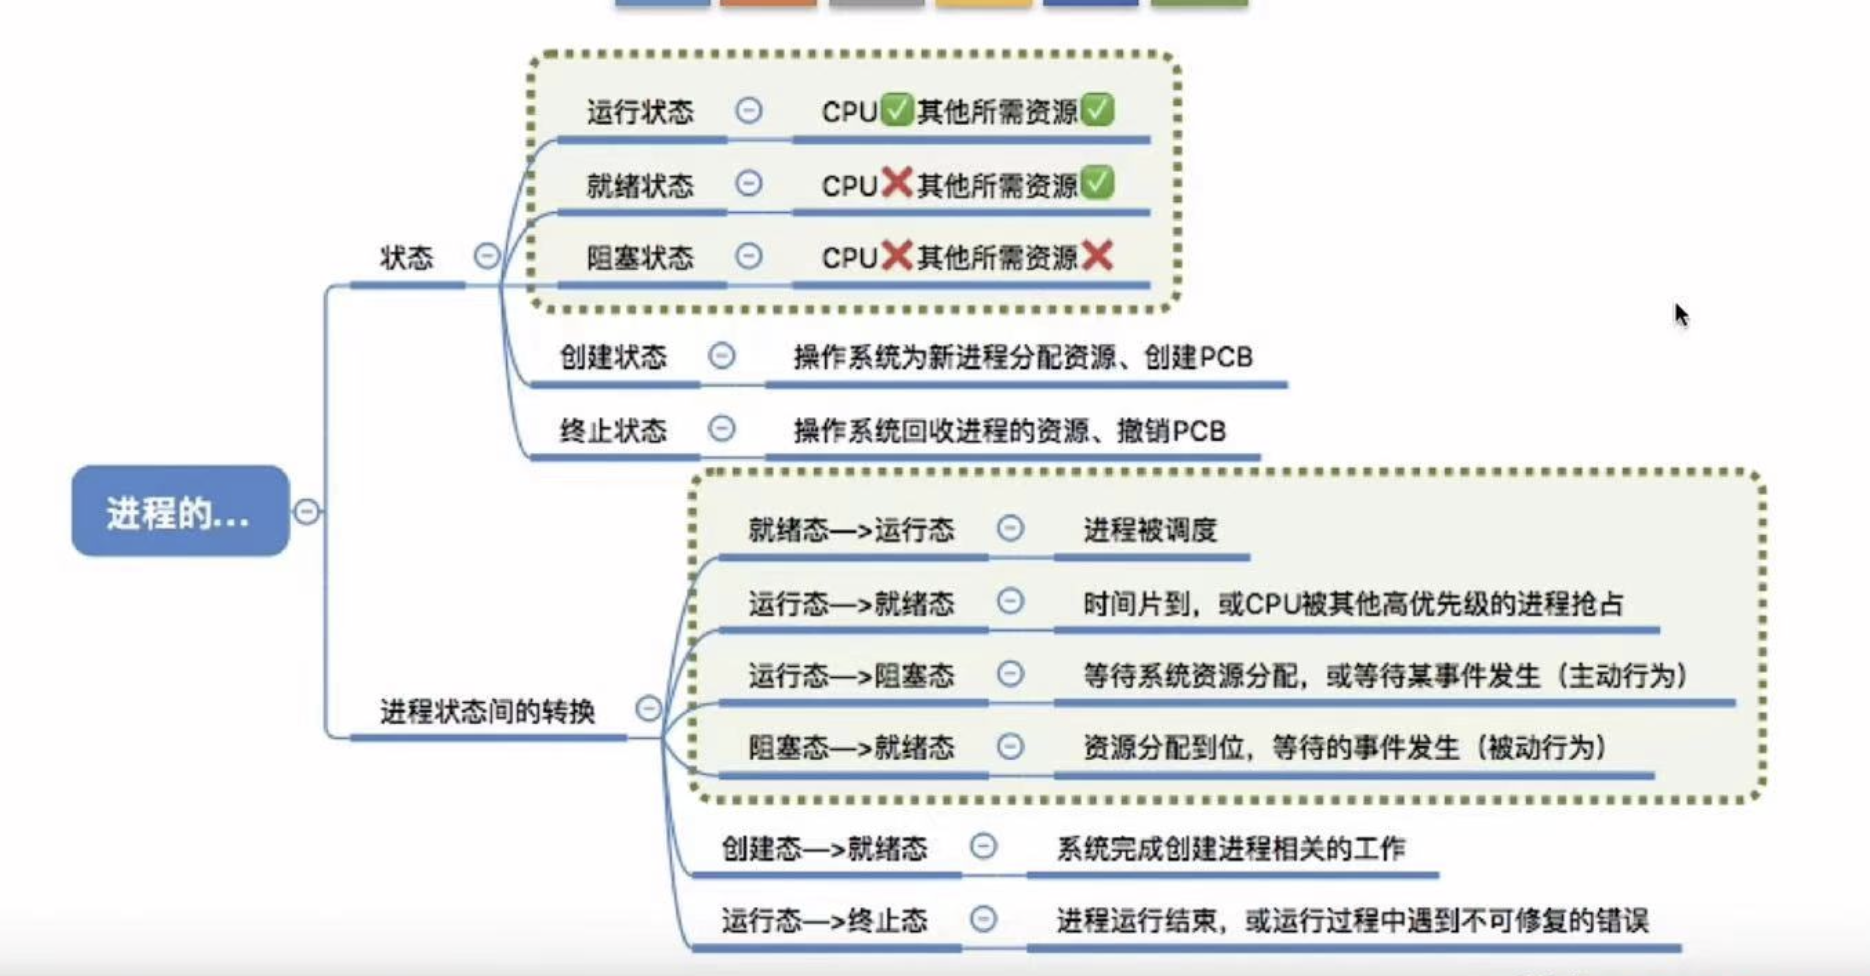 运行状态 CPU✅其他所需资源✅
就绪状态 CPU❌其他所需资源✅
状态
阻塞状态 CPU❌其他所需资源❌
创建状态 操作系统为新进程分配资源、创建PCB
终止状态 操作系统回收进程的资源、撤销PCB
进程的...
就绪态—>运行态 进程被调度
运行态—>就绪态 时间片到，或CPU被其他高优先级的进程抢占
运行态—>阻塞态 等待系统资源分配，或等待某事件发生（主动行为）
进程状态间的转换
阻塞态—>就绪态 资源分配到位，等待的事件发生（被动行为）
创建态—>就绪态 系统完成创建进程相关的工作
运行态—>终止态 进程运行结束，或运行过程中遇到不可修复的错误